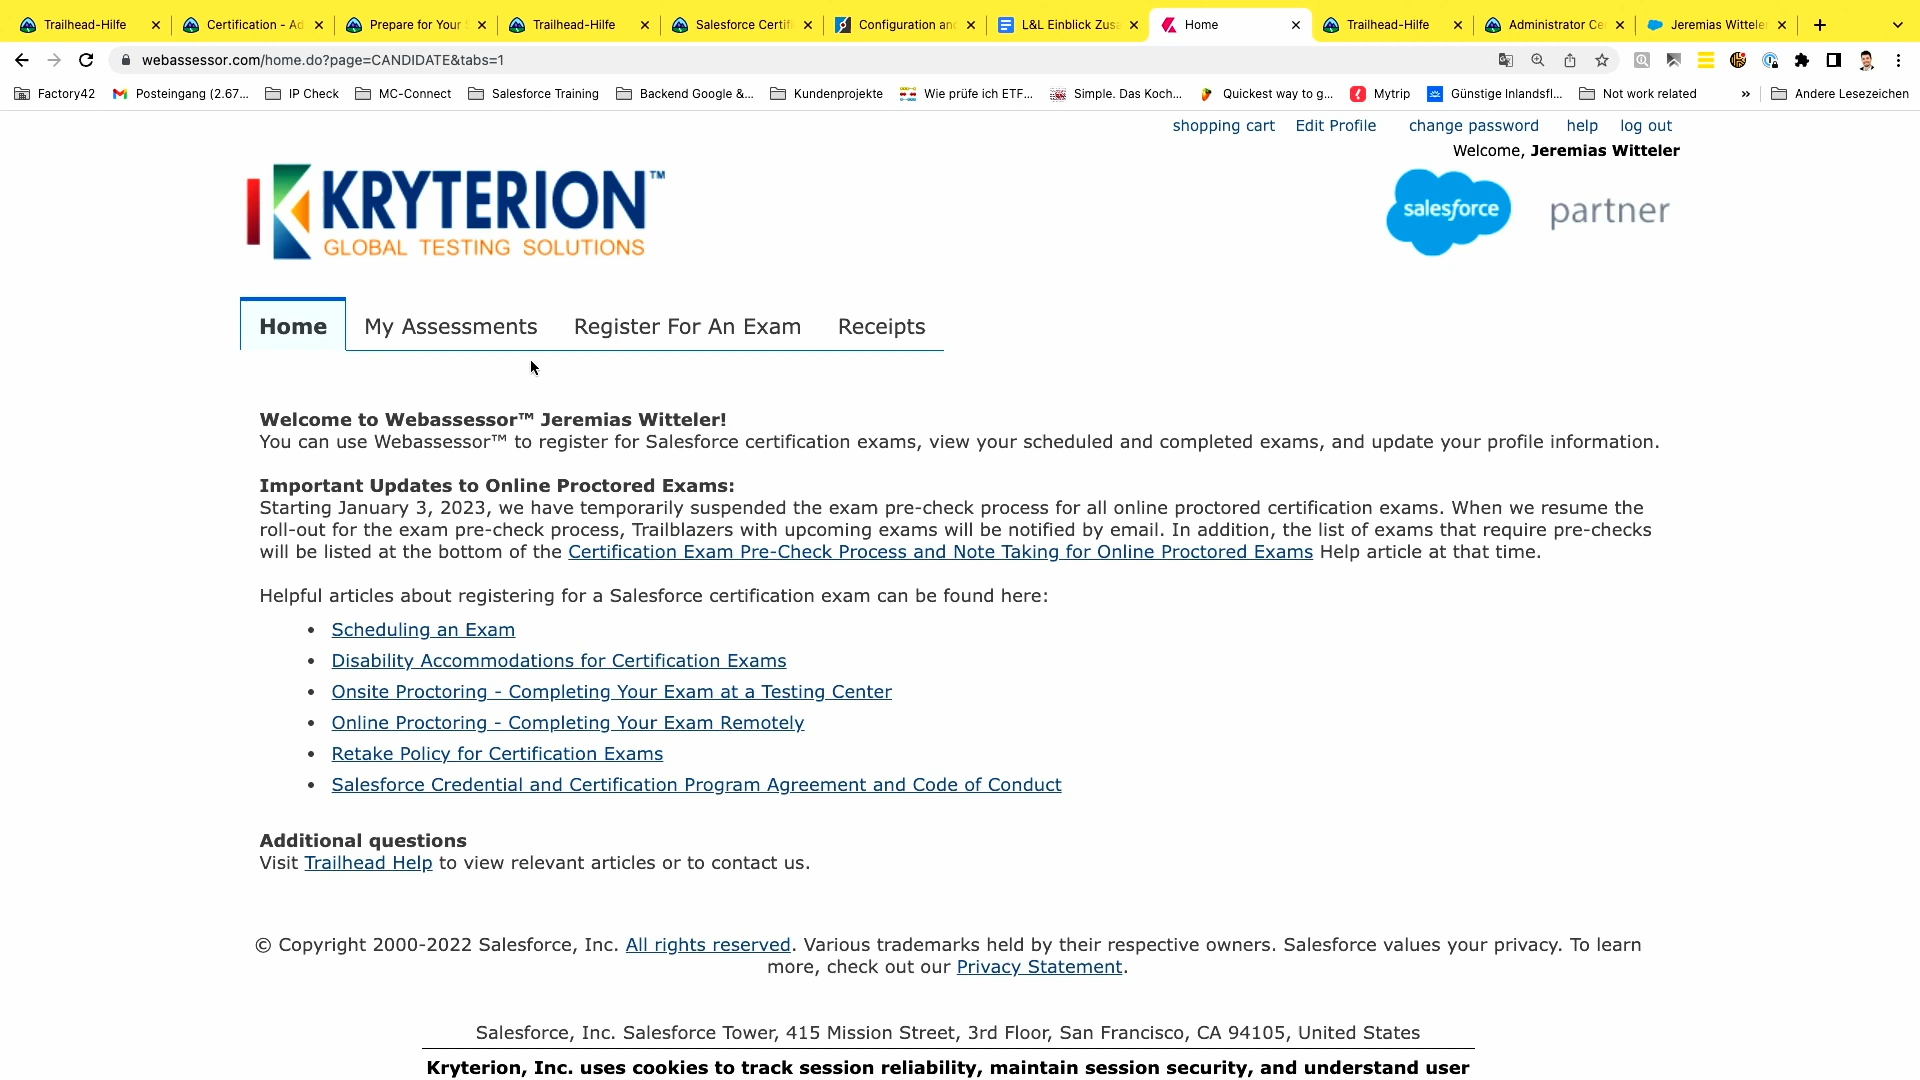 Trailhead-Hilfe
Certification - Ad
Prepare for Your S
Trailhead-Hilfe
Salesforce Certifi
Configuration and
L&L Einblick Zusa
Home
Trailhead-Hilfe
Administrator Cer
Jeremias Witteler
webassessor.com/home.do?page=CANDIDATE&tabs=1
Factory42
Posteingang (2.67...
IP Check
MC-Connect
Salesforce Training
Backend Google &...
Kundenprojekte
Wie prüfe ich ETF...
Simple. Das Koch...
Quickest way to g...
Mytrip
Günstige Inlandsfl...
Not work related
»
Andere Lesezeichen
shopping cart Edit Profile change password help log out
Welcome, Jeremias Witteler
KRYTERION™
GLOBAL TESTING SOLUTIONS
salesforce partner
Home My Assessments Register For An Exam Receipts
Welcome to Webassessor™ Jeremias Witteler!
You can use Webassessor™ to register for Salesforce certification exams, view your scheduled and completed exams, and update your profile information.
Important Updates to Online Proctored Exams:
Starting January 3, 2023, we have temporarily suspended the exam pre-check process for all online proctored certification exams. When we resume the
roll-out for the exam pre-check process, Trailblazers with upcoming exams will be notified by email. In addition, the list of exams that require pre-checks
will be listed at the bottom of the Certification Exam Pre-Check Process and Note Taking for Online Proctored Exams Help article at that time.
Helpful articles about registering for a Salesforce certification exam can be found here:
• Scheduling an Exam
• Disability Accommodations for Certification Exams
• Onsite Proctoring - Completing Your Exam at a Testing Center
• Online Proctoring - Completing Your Exam Remotely
• Retake Policy for Certification Exams
• Salesforce Credential and Certification Program Agreement and Code of Conduct
Additional questions
Visit Trailhead Help to view relevant articles or to contact us.
© Copyright 2000-2022 Salesforce, Inc. All rights reserved. Various trademarks held by their respective owners. Salesforce values your privacy. To learn
more, check out our Privacy Statement.
Salesforce, Inc. Salesforce Tower, 415 Mission Street, 3rd Floor, San Francisco, CA 94105, United States
Kryterion, Inc. uses cookies to track session reliability, maintain session security, and understand user